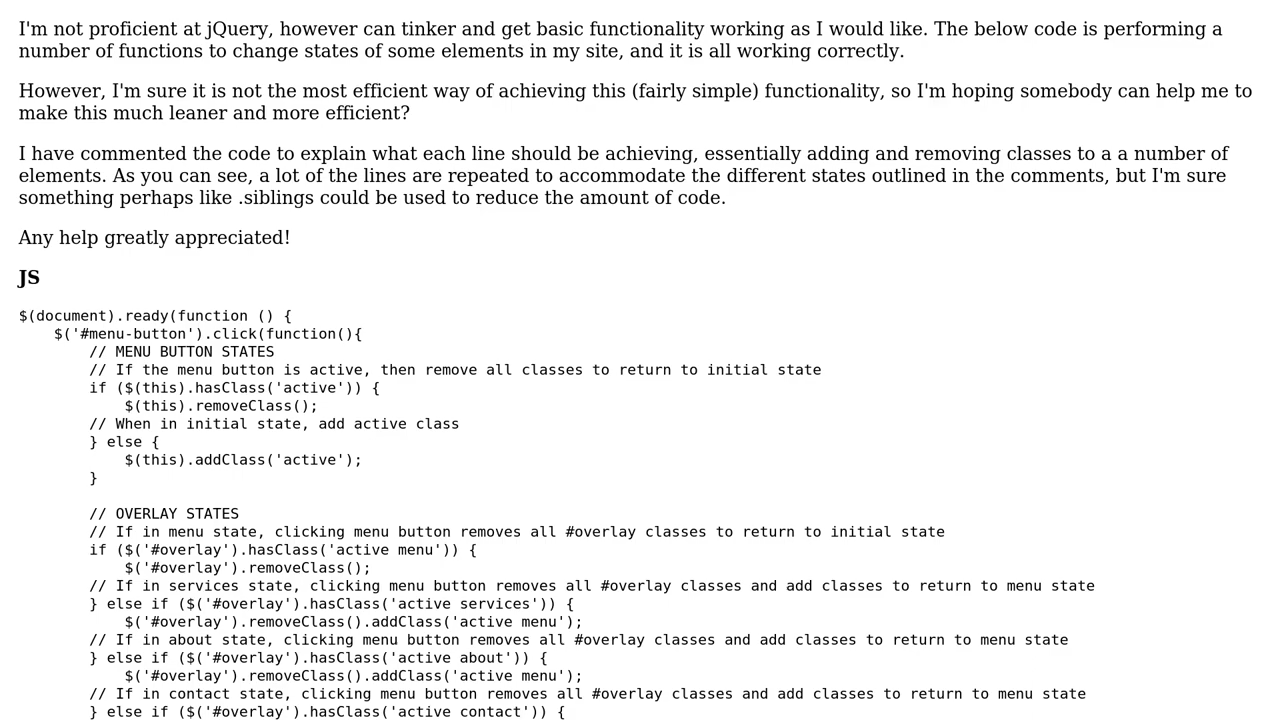 I'm not proficient at jQuery, however can tinker and get basic functionality working as I would like. The below code is performing a
number of functions to change states of some elements in my site, and it is all working correctly.
However, I'm sure it is not the most efficient way of achieving this (fairly simple) functionality, so I'm hoping somebody can help me to
make this much leaner and more efficient?
I have commented the code to explain what each line should be achieving, essentially adding and removing classes to a a number of
elements. As you can see, a lot of the lines are repeated to accommodate the different states outlined in the comments, but I'm sure
something perhaps like .siblings could be used to reduce the amount of code.
Any help greatly appreciated!
JS
$(document).ready(function () {
    $('#menu-button').click(function(){
        // MENU BUTTON STATES
        // If the menu button is active, then remove all classes to return to initial state
        if ($(this).hasClass('active')) {
            $(this).removeClass();
        // When in initial state, add active class
        } else {
            $(this).addClass('active');
        }
        // OVERLAY STATES
        // If in menu state, clicking menu button removes all #overlay classes to return to initial state
        if ($('#overlay').hasClass('active menu')) {
            $('#overlay').removeClass();
        // If in services state, clicking menu button removes all #overlay classes and add classes to return to menu state
        } else if ($('#overlay').hasClass('active services')) {
            $('#overlay').removeClass().addClass('active menu');
        // If in about state, clicking menu button removes all #overlay classes and add classes to return to menu state
        } else if ($('#overlay').hasClass('active about')) {
            $('#overlay').removeClass().addClass('active menu');
        // If in contact state, clicking menu button removes all #overlay classes and add classes to return to menu state
        } else if ($('#overlay').hasClass('active contact')) {